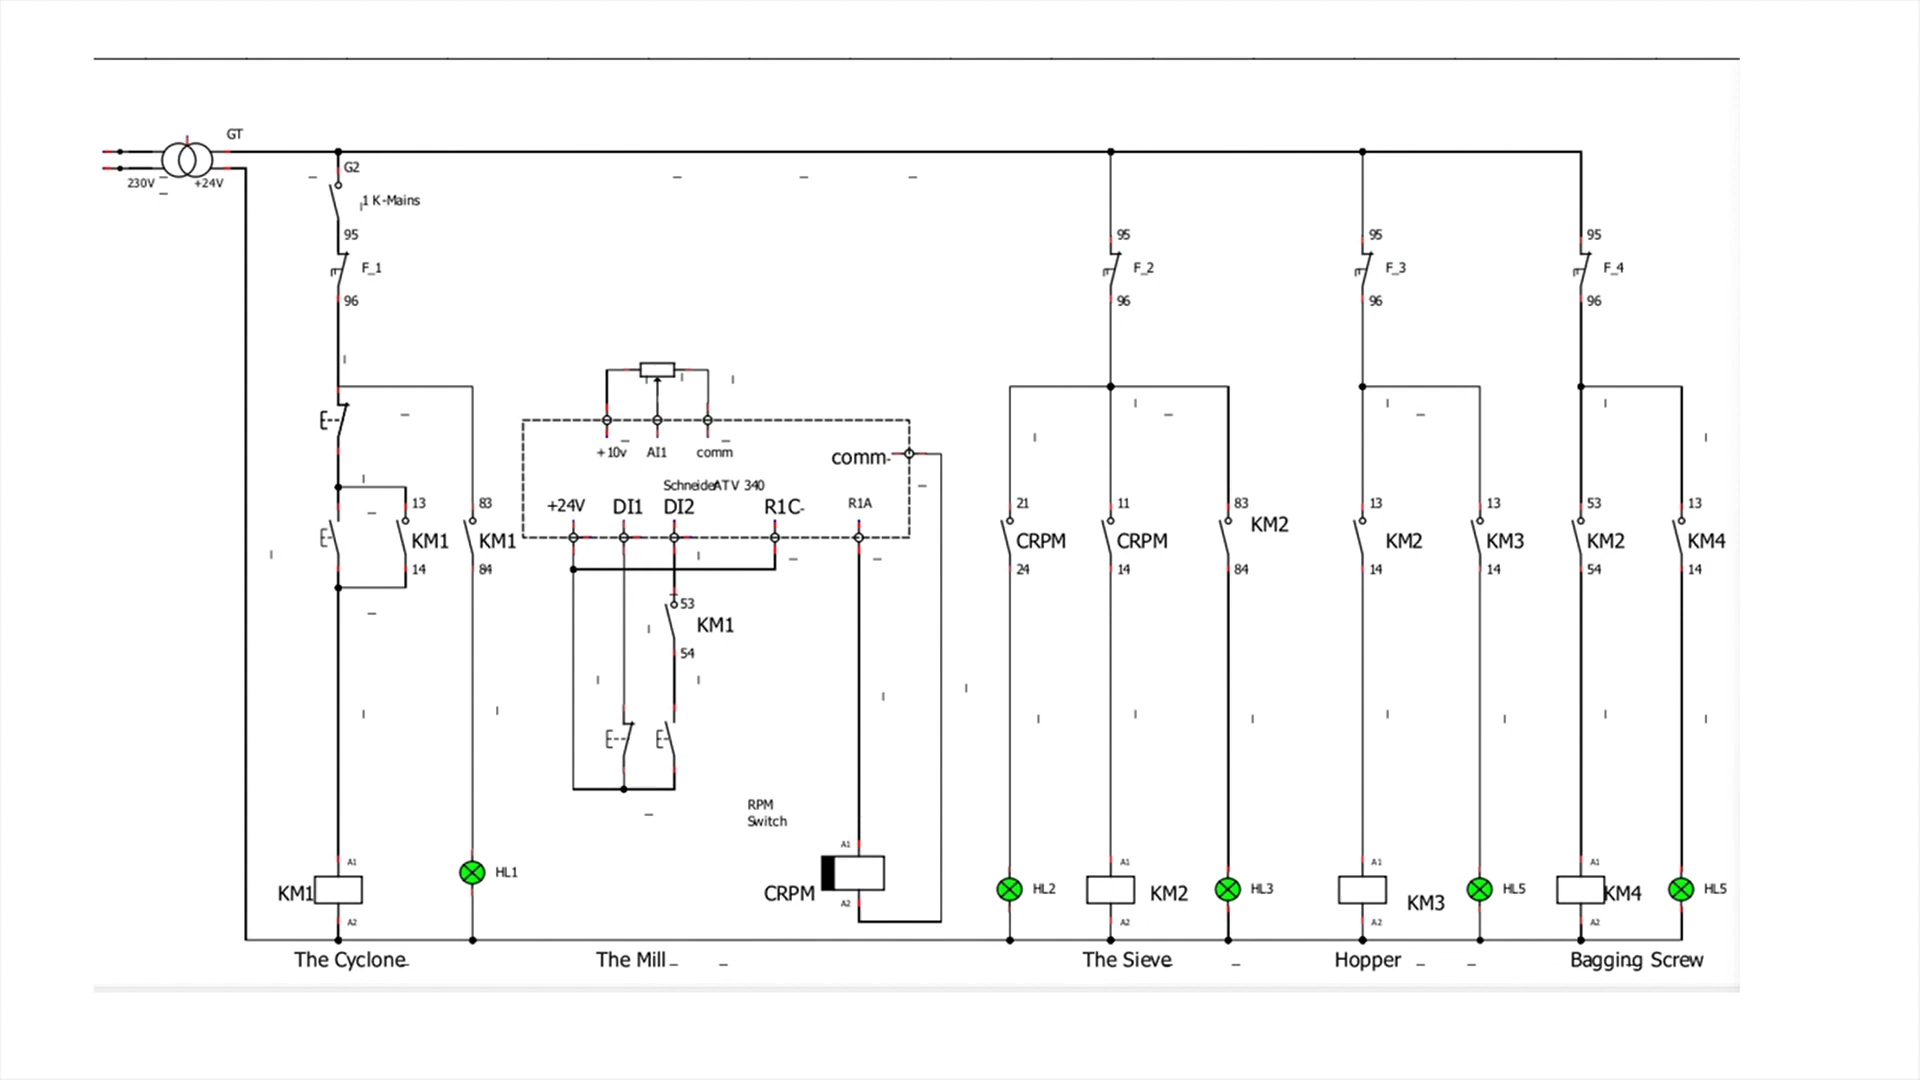 GT
230V
+24V
G2
1 K-Mains
95
F_1
96
95
F_2
96
95
F_3
96
95
F_4
96
+10v
AI1
comm
comm-
SchneiderATV 340
+24V
DI1
DI2
R1C-
R1A
13
KM1
14
83
KM1
84
53
KM1
54
21
CRPM
24
11
CRPM
14
83
KM2
84
13
KM2
14
13
KM3
14
53
KM2
54
13
KM4
14
RPM
Switch
A1
KM1
A2
HL1
A1
CRPM
A2
HL2
A1
KM2
A2
HL3
A1
KM3
A2
HL5
A1
KM4
A2
HL5
The Cyclone
The Mill
The Sieve
Hopper
Bagging Screw